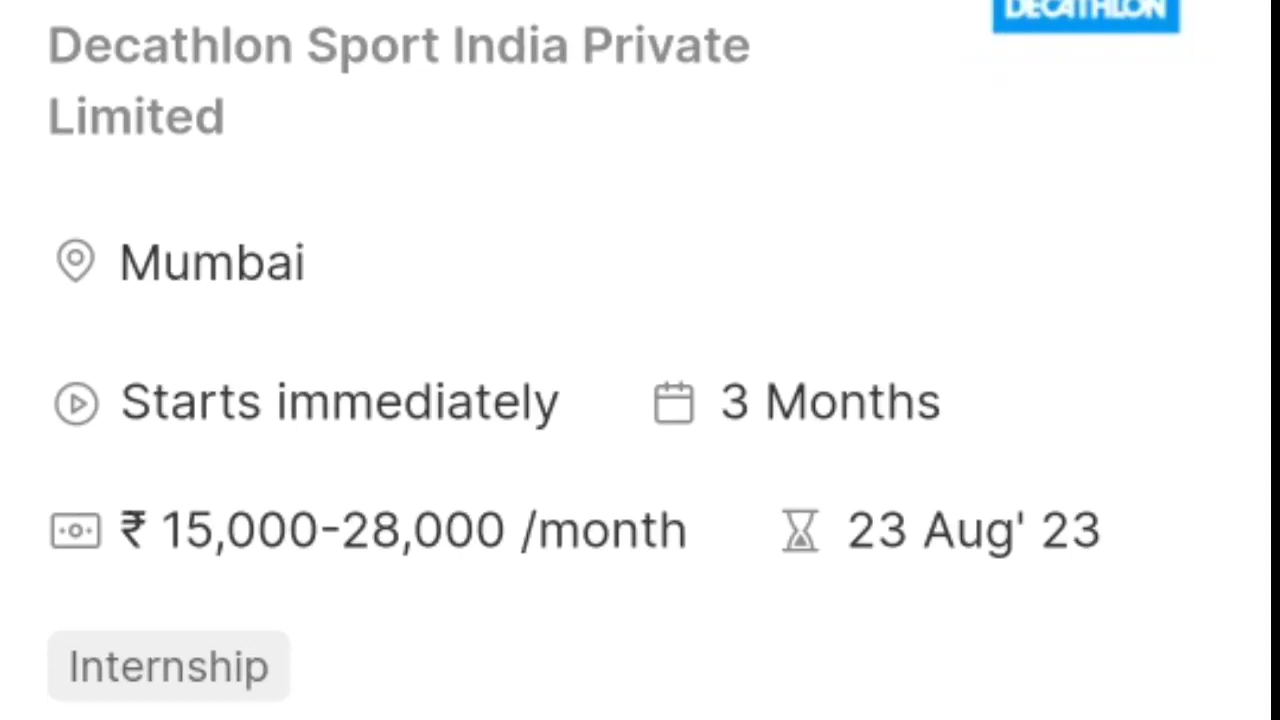 DECATHLON
Decathlon Sport India Private
Limited
Mumbai
Starts immediately 3 Months
₹ 15,000-28,000 /month 23 Aug' 23
Internship